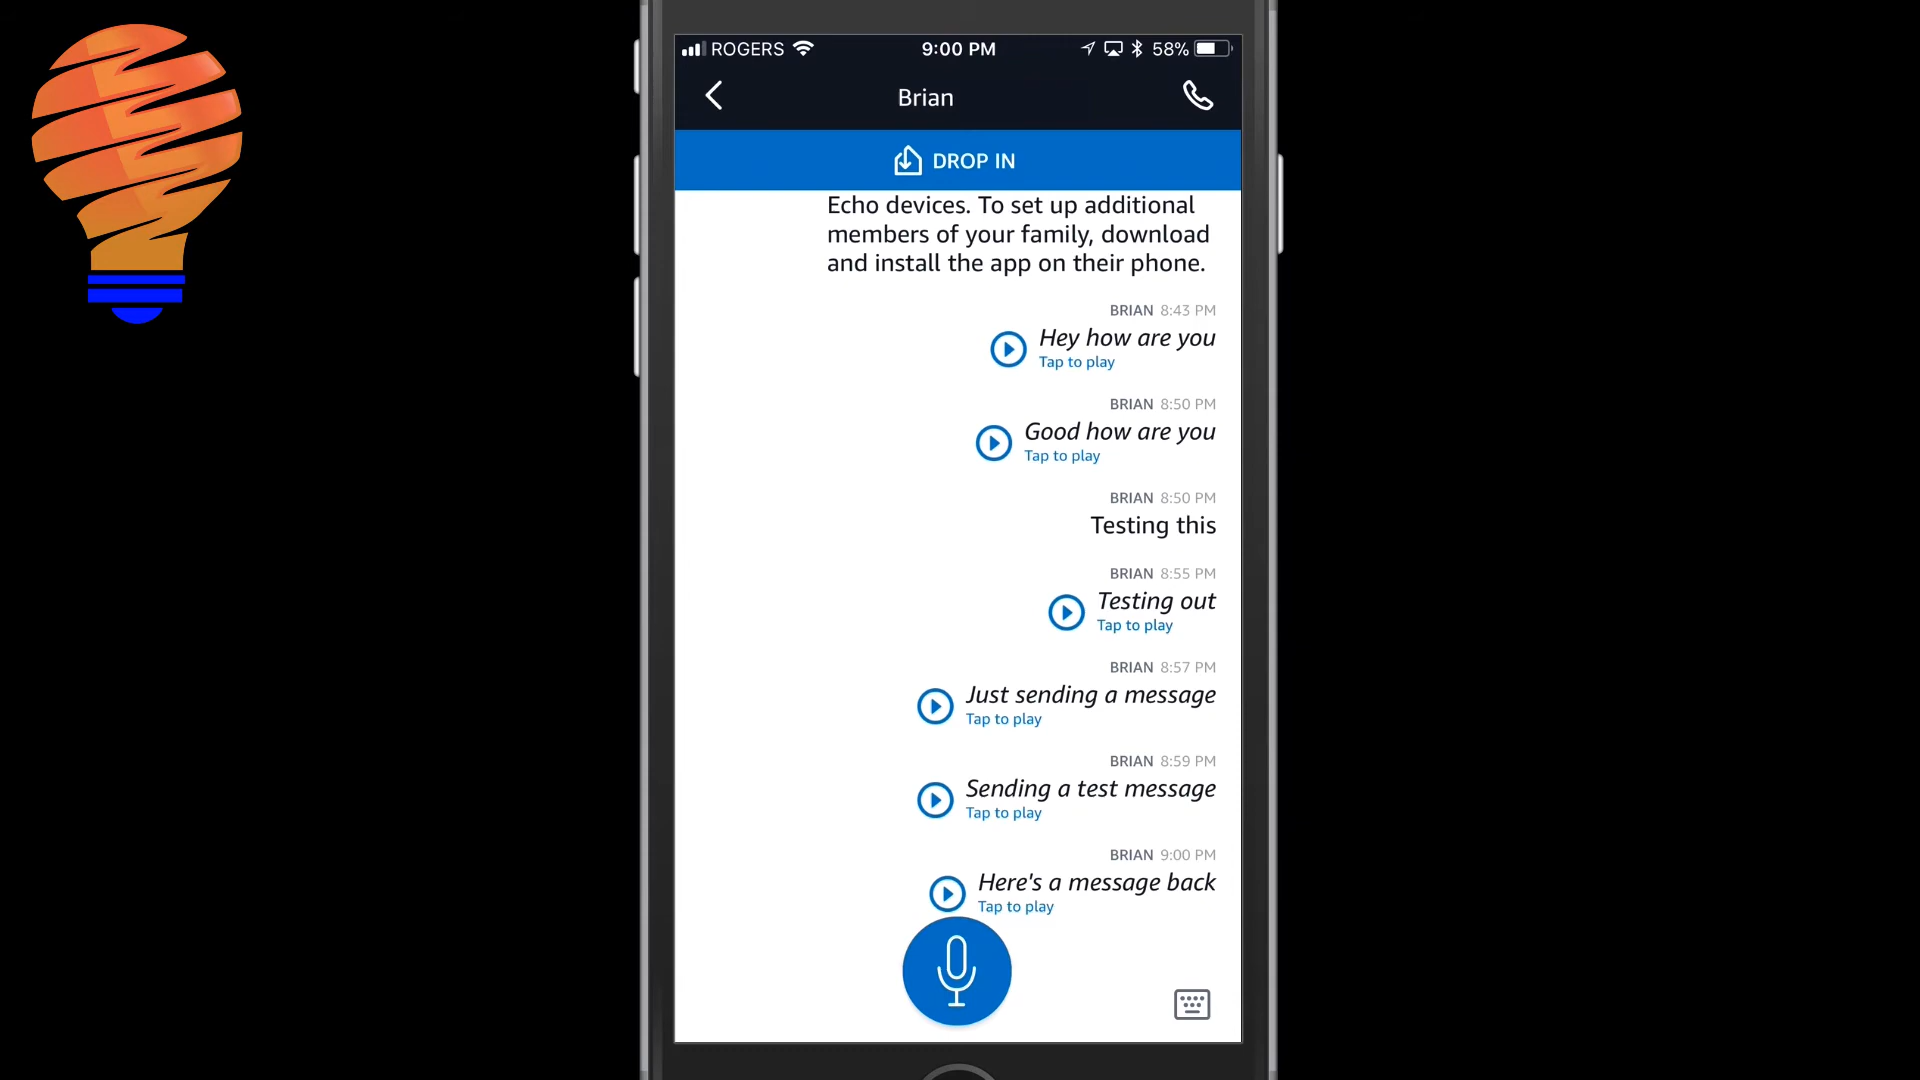 ROGERS 9:00 PM 58%
Brian
DROP IN
Echo devices. To set up additional
members of your family, download
and install the app on their phone.
BRIAN 8:43 PM
Hey how are you
Tap to play
BRIAN 8:50 PM
Good how are you
Tap to play
BRIAN 8:50 PM
Testing this
BRIAN 8:55 PM
Testing out
Tap to play
BRIAN 8:57 PM
Just sending a message
Tap to play
BRIAN 8:59 PM
Sending a test message
Tap to play
BRIAN 9:00 PM
Here's a message back
Tap to play